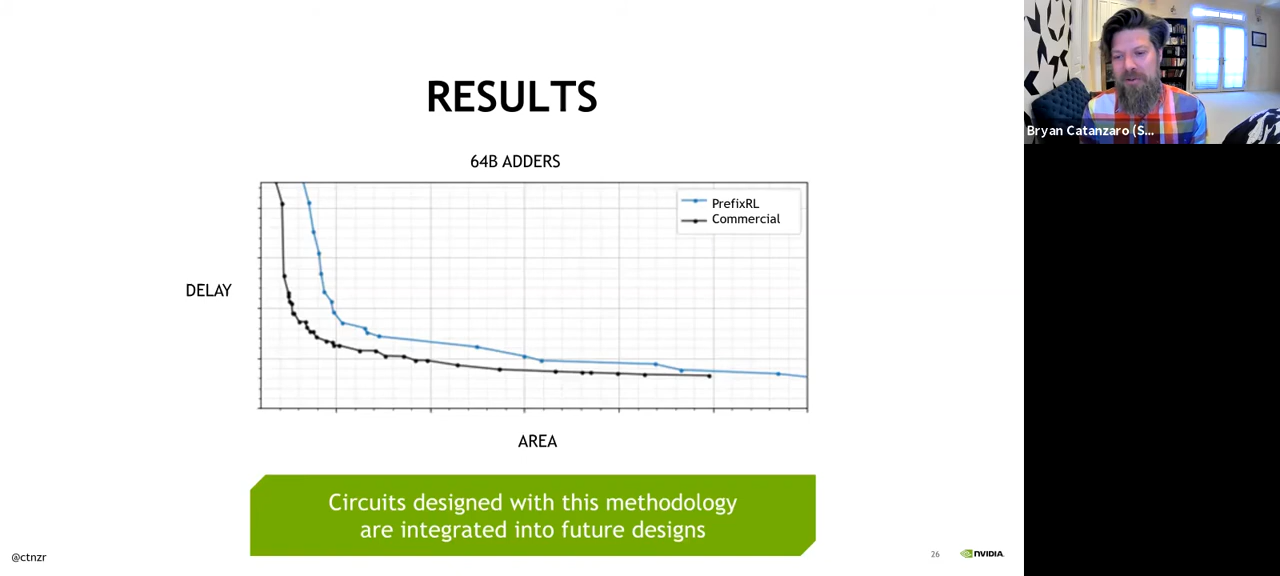 RESULTS
64B ADDERS
PrefixRL
Commercial
DELAY
AREA
Circuits designed with this methodology
are integrated into future designs
@ctnzr
26
NVIDIA.
Bryan Catanzaro (S...